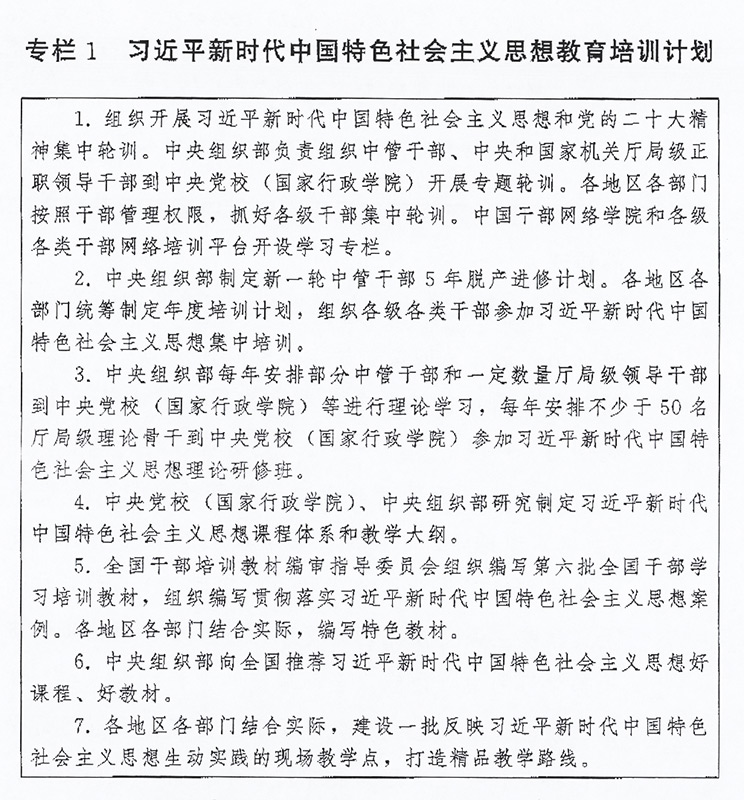 专栏1 习近平新时代中国特色社会主义思想教育培训计划
1. 组织开展习近平新时代中国特色社会主义思想和党的二十大精
神集中轮训。中央组织部负责组织中管干部、中央和国家机关厅局级正
职领导干部到中央党校（国家行政学院）开展专题轮训。各地区各部门
按照干部管理权限，抓好各级干部集中轮训。中国干部网络学院和各级
各类干部网络培训平台开设学习专栏。
2. 中央组织部制定新一轮中管干部5年脱产进修计划。各地区各
部门统筹制定年度培训计划，组织各级各类干部参加习近平新时代中国
特色社会主义思想集中培训。
3. 中央组织部每年安排部分中管干部和一定数量厅局级领导干部
到中央党校（国家行政学院）等进行理论学习，每年安排不少于50名
厅局级理论骨干到中央党校（国家行政学院）参加习近平新时代中国特
色社会主义思想理论研修班。
4. 中央党校（国家行政学院）、中央组织部研究制定习近平新时代
中国特色社会主义思想课程体系和教学大纲。
5. 全国干部培训教材编审指导委员会组织编写第六批全国干部学
习培训教材，组织编写贯彻落实习近平新时代中国特色社会主义思想案
例。各地区各部门结合实际，编写特色教材。
6. 中央组织部向全国推荐习近平新时代中国特色社会主义思想好
课程、好教材。
7. 各地区各部门结合实际，建设一批反映习近平新时代中国特色
社会主义思想生动实践的现场教学点，打造精品教学路线。